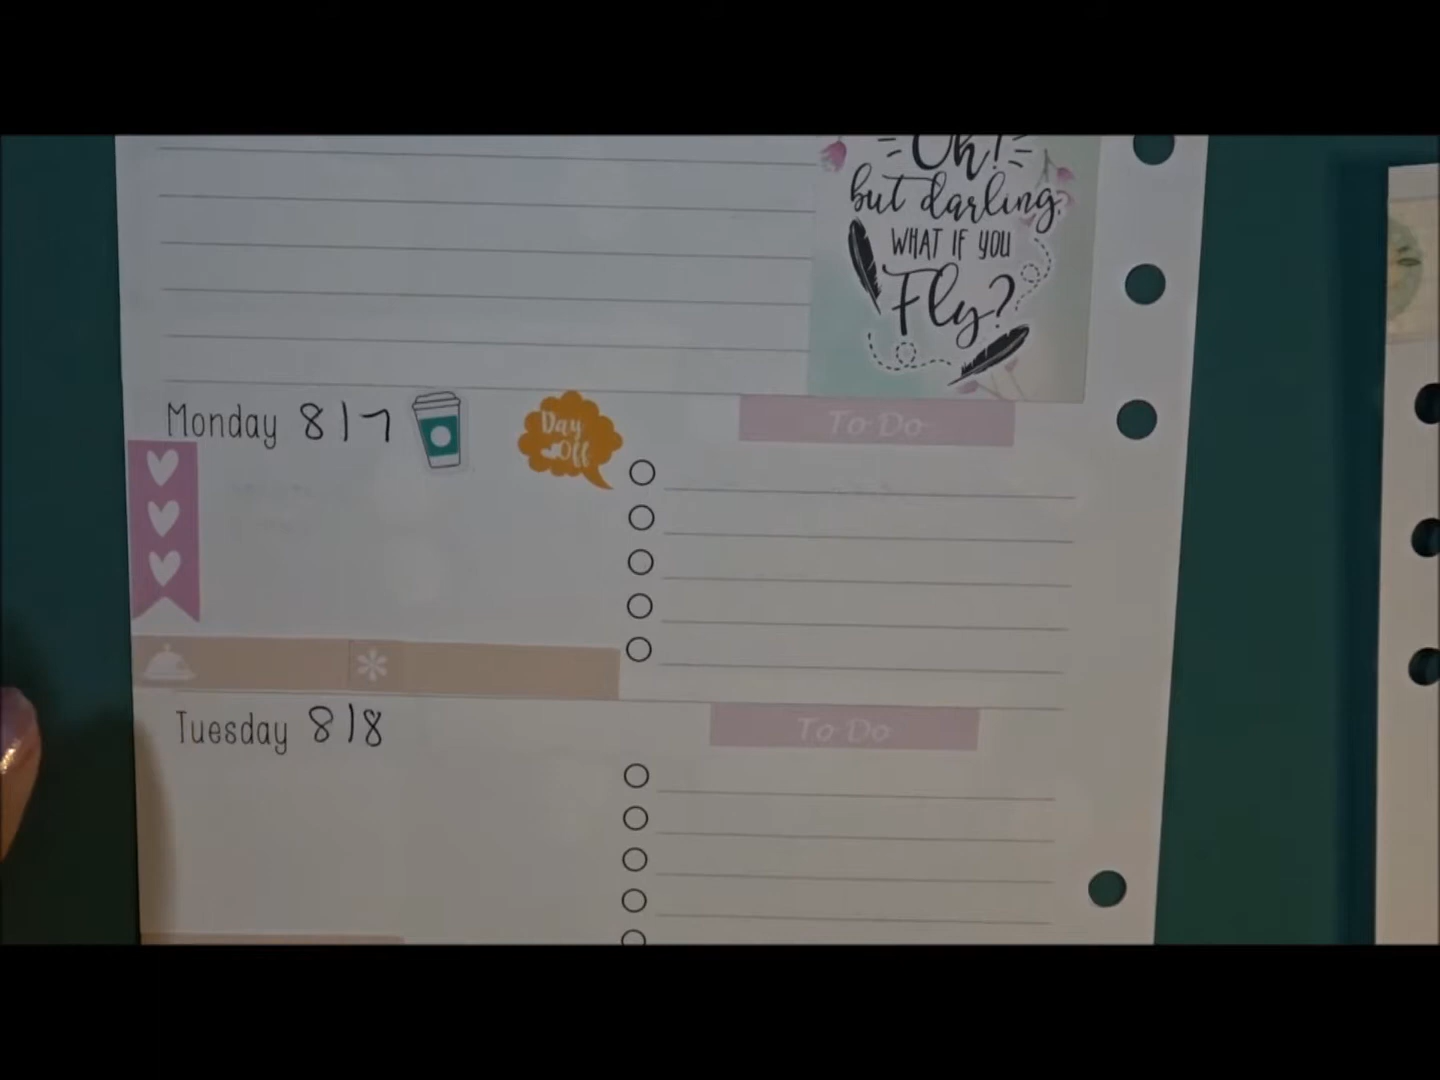 Oh!
but darling,
WHAT IF YOU
Fly?
Monday 8/7
Day
Off
To Do
Tuesday 8/8
To Do